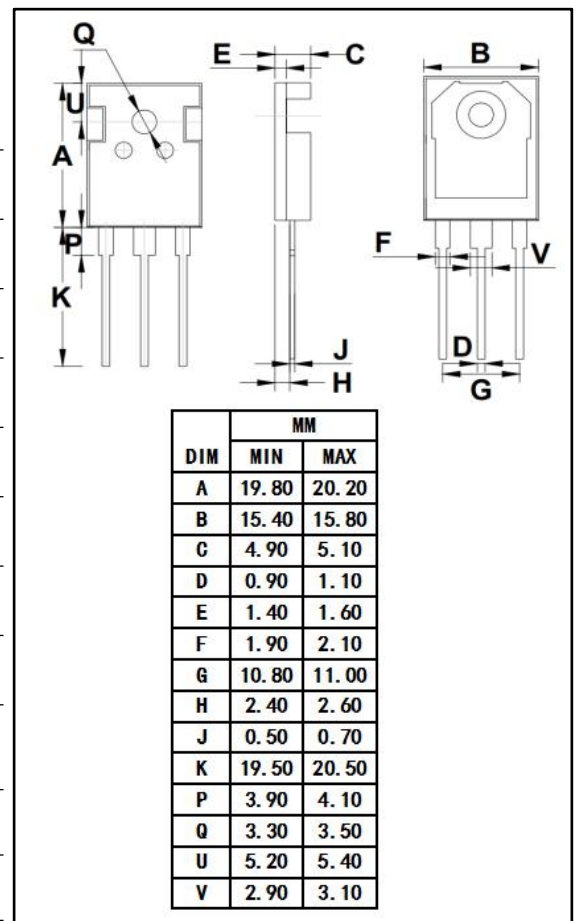 Q
E C B
U
A
P
K
F V
J
H
D
G
MM
DIM MIN MAX
A 19.80 20.20
B 15.40 15.80
C 4.90 5.10
D 0.90 1.10
E 1.40 1.60
F 1.90 2.10
G 10.80 11.00
H 2.40 2.60
J 0.50 0.70
K 19.50 20.50
P 3.90 4.10
Q 3.30 3.50
U 5.20 5.40
V 2.90 3.10